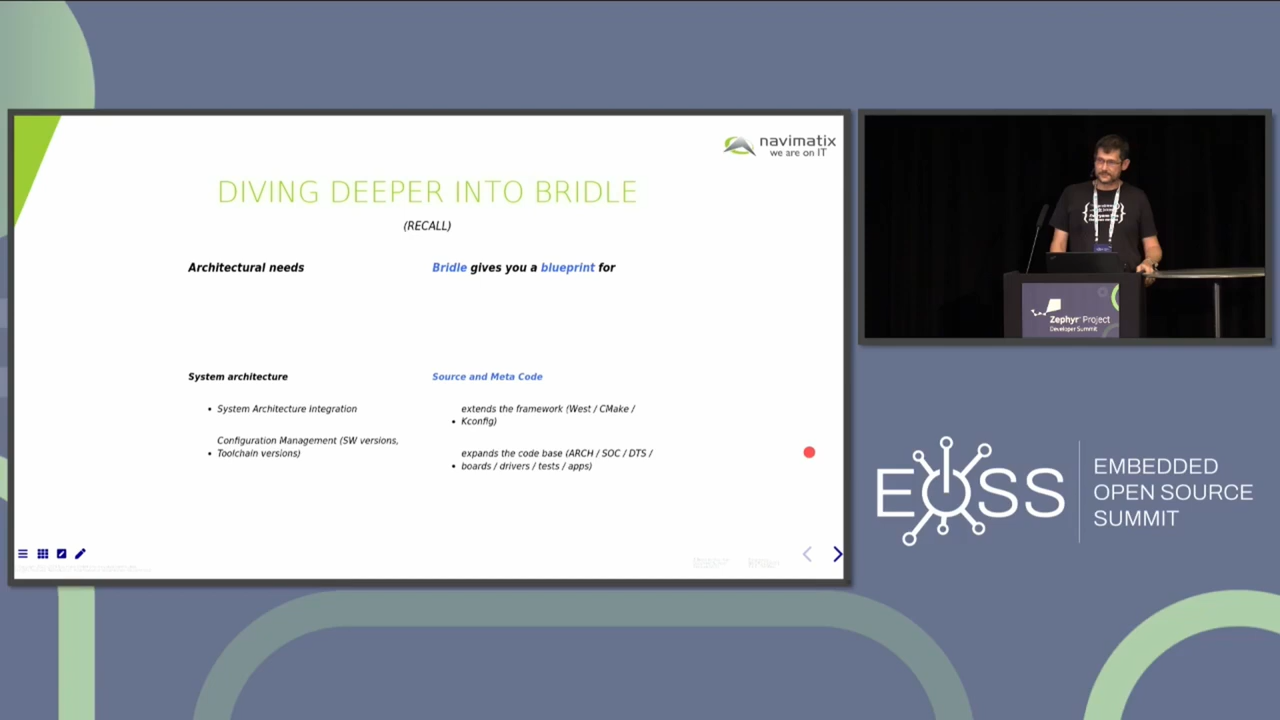 navimatix
we are on IT
DIVING DEEPER INTO BRIDLE
(RECALL)
Architectural needs
Bridle gives you a blueprint for
System architecture
• System Architecture Integration
• Configuration Management (SW versions,
Toolchain versions)
Source and Meta Code
• extends the framework (West / CMake /
Kconfig)
• expands the code base (ARCH / SOC / DTS /
boards / drivers / tests / apps)
Zephyr Project
Developer Summit
EOSS
EMBEDDED
OPEN SOURCE
SUMMIT